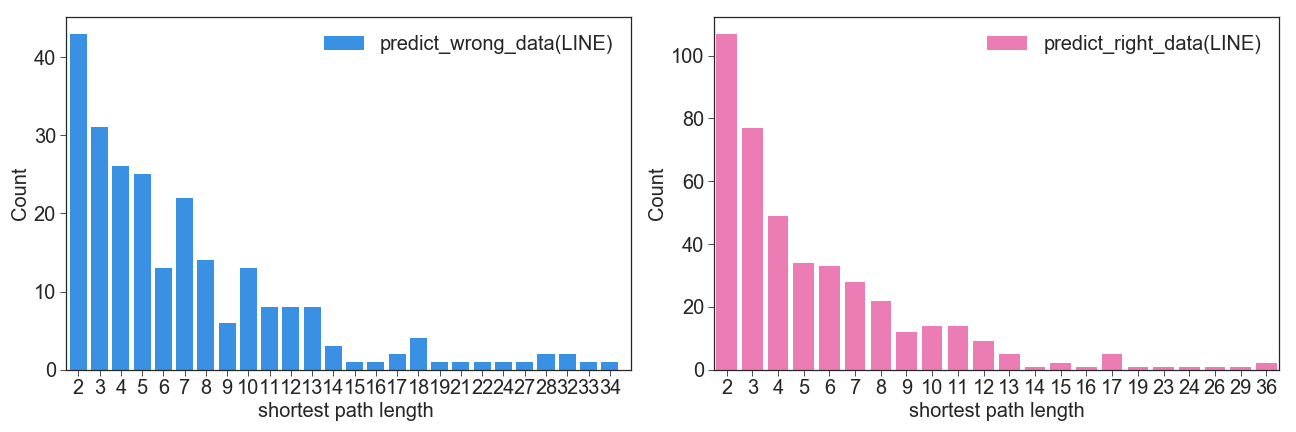 predict_wrong_data(LINE)
Count
40
30
20
10
0
2 3 4 5 6 7 8 9 10 11 12 13 14 15 16 17 18 19 21 22 24 27 28 32 33 34
shortest path length
predict_right_data(LINE)
Count
100
80
60
40
20
0
2 3 4 5 6 7 8 9 10 11 12 13 14 15 16 17 19 23 24 26 29 36
shortest path length